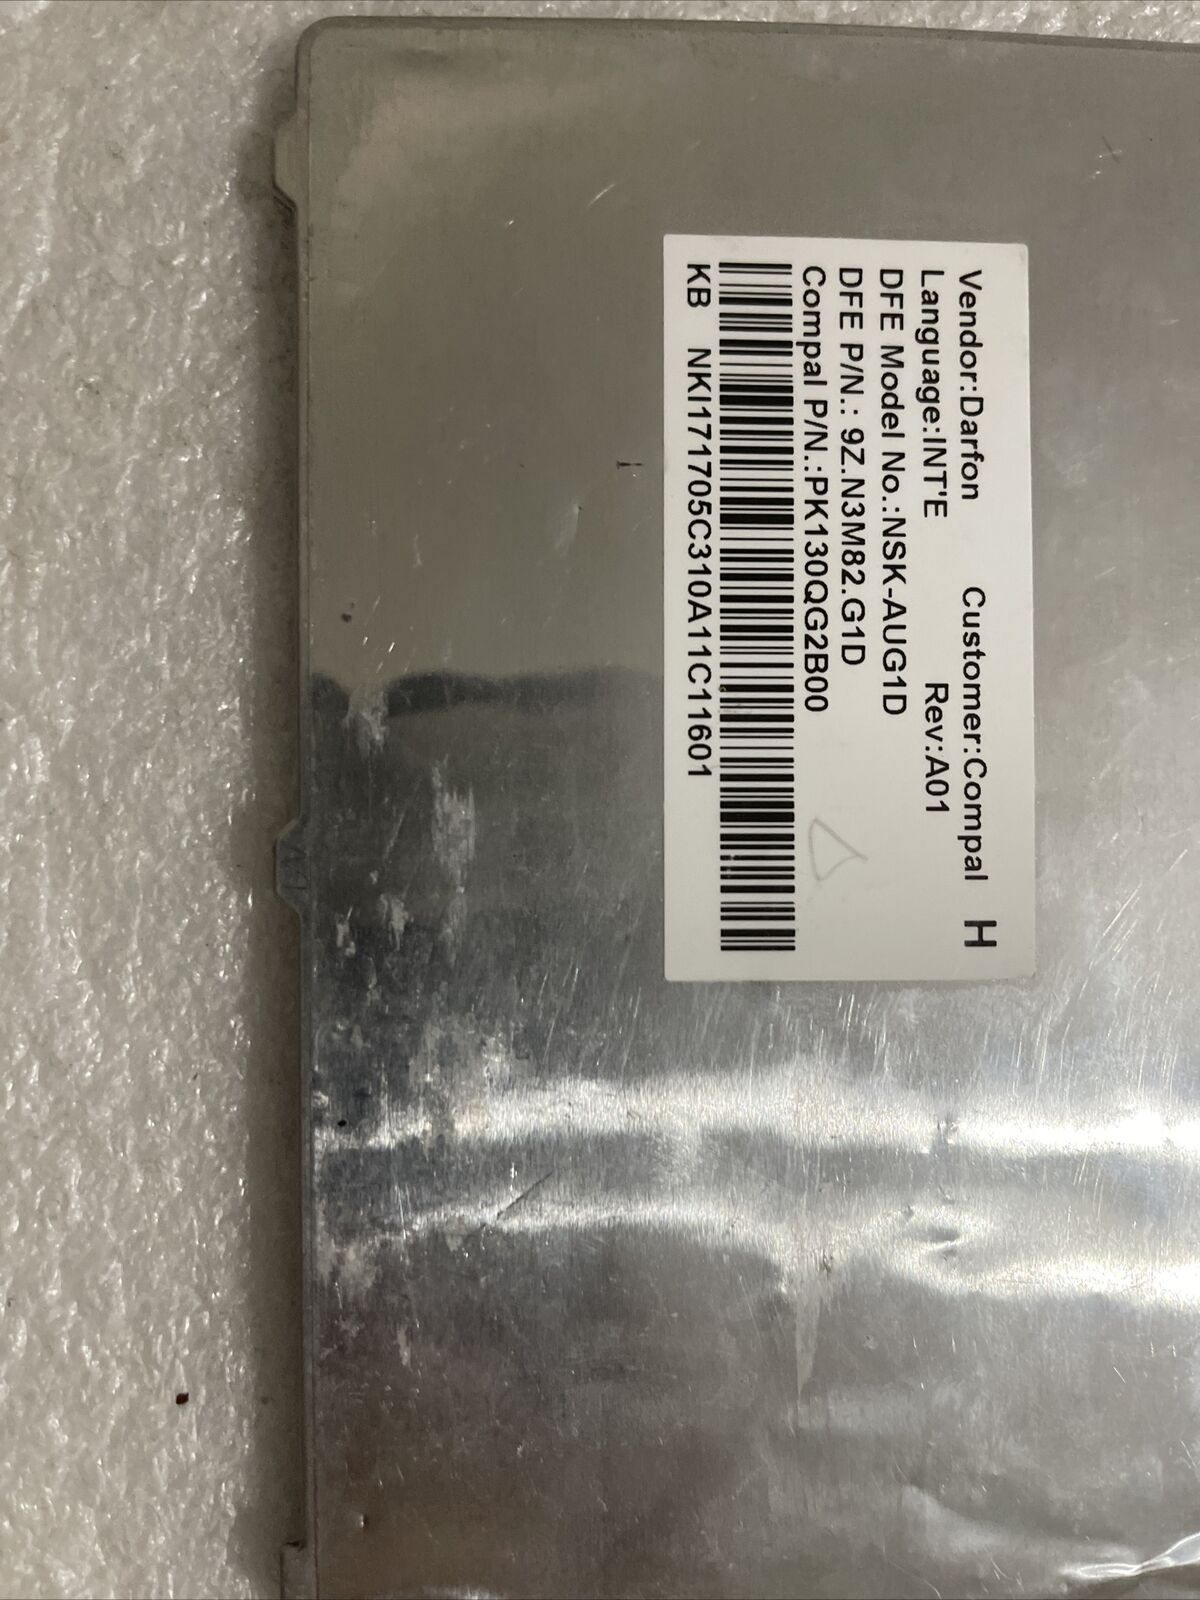 Vendor:Darfon Customer:Compal H
Language:INT'E Rev:A01
DFE Model No.:NSK-AUG1D
DFE P/N.: 9Z.N3M82.G1D
Compal P/N.:PK130QG2B00
KB NKI171705C310A11C11601